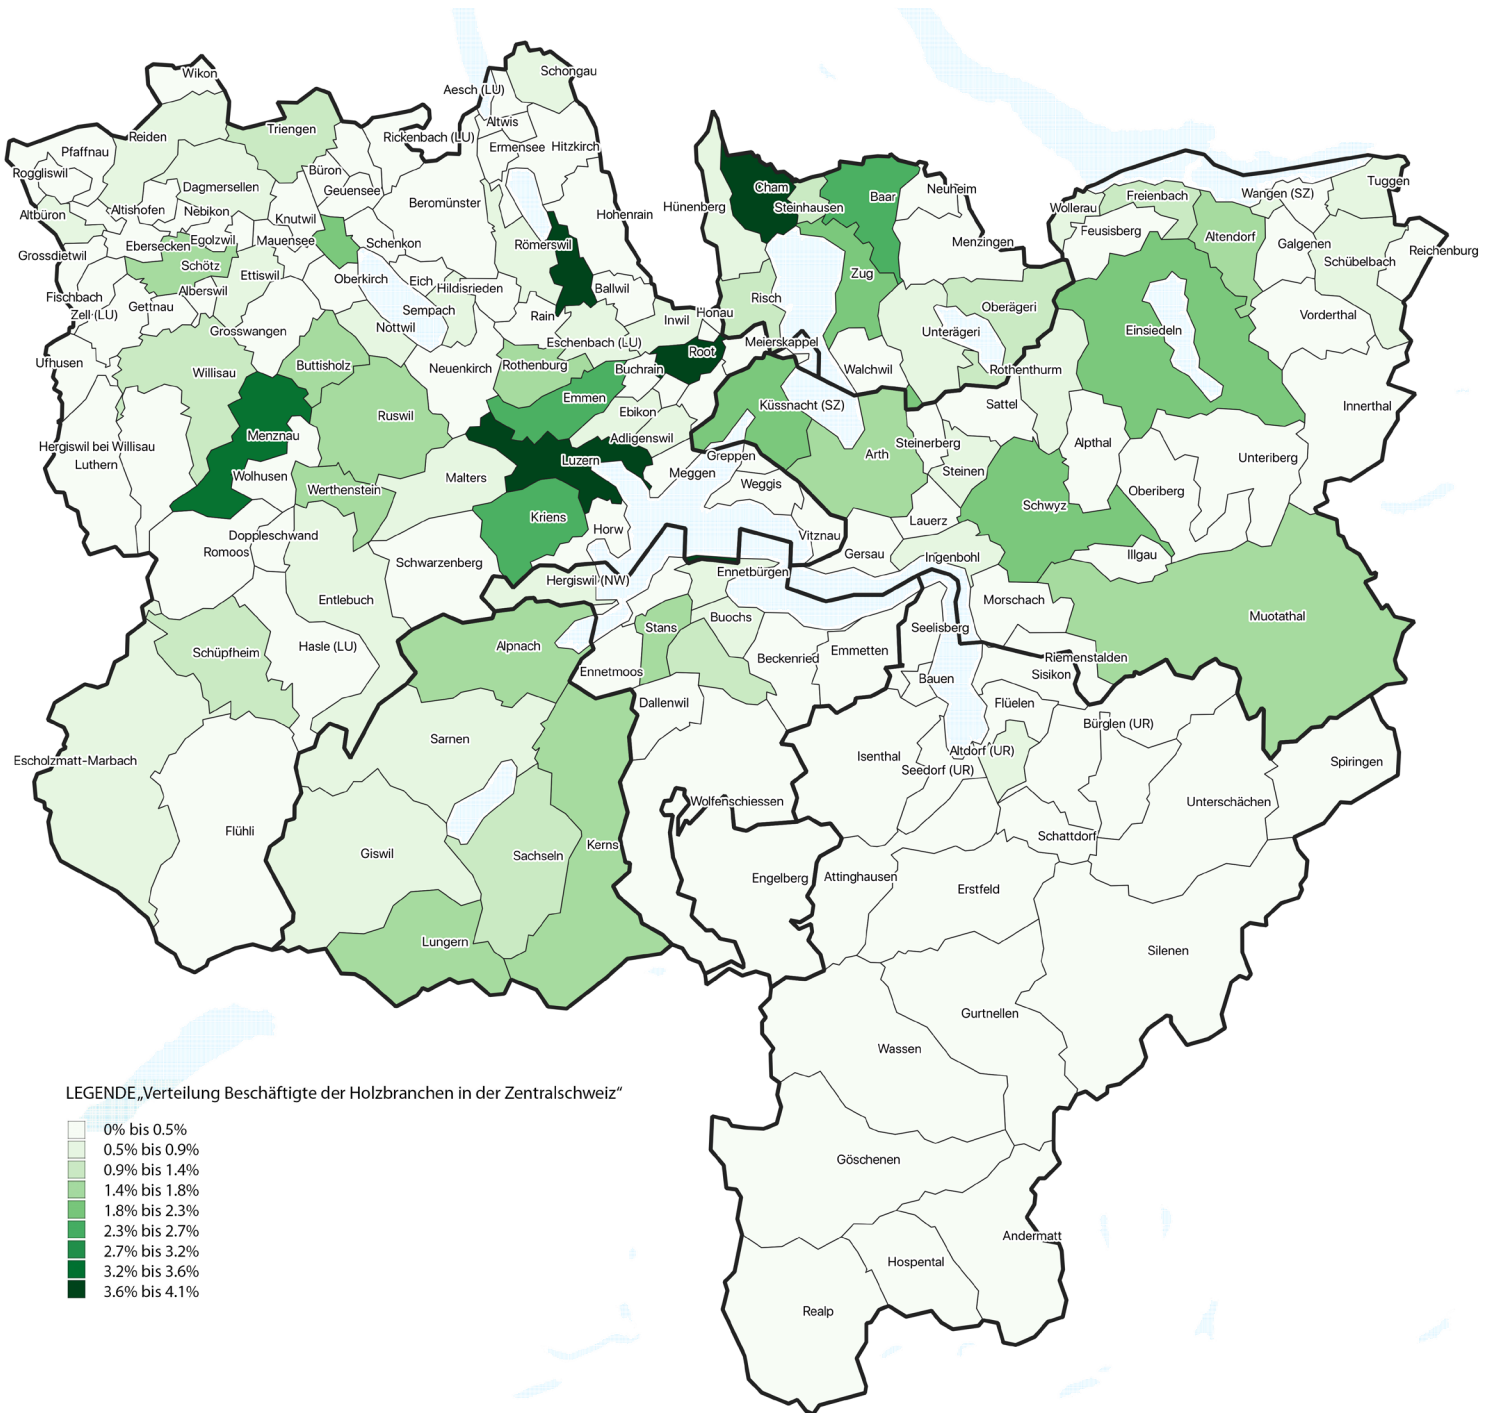 Wikon
Schongau
Aesch (LU)
Altwis
Triengen
Reiden
Rickenbach (LU)
Ermensee
Hitzkirch
Pfaffnau
Roggliswil
Büron
Geuensee
Dagmersellen
Beromünster
Cham
Steinhausen
Baar
Neuheim
Hünenberg
Wollerau
Freienbach
Wangen (SZ)
Tuggen
Altbüron
Altishofen
Nebikon
Knutwil
Hohenrain
Feusisberg
Altendorf
Galgenen
Reichenburg
Grossdietwil
Ebersecken
Egolzwil
Mauensee
Schenkon
Römerswil
Menzingen
Schötz
Ettiswil
Oberkirch
Eich
Hildisrieden
Ballwil
Zug
Schübelbach
Fischbach
Alberswil
Gettnau
Zell (LU)
Sempach
Rain
Inwil
Honau
Risch
Oberägeri
Vorderthal
Grosswangen
Nottwil
Eschenbach (LU)
Root
Meierskappel
Unterägeri
Einsiedeln
Ufhusen
Willisau
Buttisholz
Neuenkirch
Rothenburg
Buchrain
Walchwil
Rothenthurm
Emmen
Ebikon
Küssnacht (SZ)
Sattel
Innerthal
Ruswil
Menznau
Adligenswil
Hergiswil bei Willisau
Luthern
Luzern
Greppen
Arth
Steinerberg
Alpthal
Unteriberg
Wolhusen
Malters
Meggen
Weggis
Steinen
Werthenstein
Oberiberg
Kriens
Schwyz
Doppleschwand
Romoos
Horw
Vitznau
Lauerz
Schwarzenberg
Gersau
Ingenbohl
Illgau
Hergiswil (NW)
Ennetbürgen
Entlebuch
Morschach
Buochs
Muotathal
Stans
Seelisberg
Hasle (LU)
Alpnach
Schüpfheim
Beckenried
Emmetten
Riemenstalden
Ennetmoos
Sisikon
Bauen
Dallenwil
Flüelen
Bürglen (UR)
Sarnen
Altdorf (UR)
Escholzmatt-Marbach
Isenthal
Seedorf (UR)
Spiringen
Wolfenschiessen
Unterschächen
Flühli
Schattdorf
Giswil
Sachseln
Kerns
Engelberg
Attinghausen
Erstfeld
Lungern
Silenen
Gurtnellen
Wassen
LEGENDE „Verteilung Beschäftigte der Holzbranchen in der Zentralschweiz“
0% bis 0.5%
0.5% bis 0.9%
0.9% bis 1.4%
1.4% bis 1.8%
1.8% bis 2.3%
2.3% bis 2.7%
2.7% bis 3.2%
3.2% bis 3.6%
3.6% bis 4.1%
Göschenen
Andermatt
Hospental
Realp